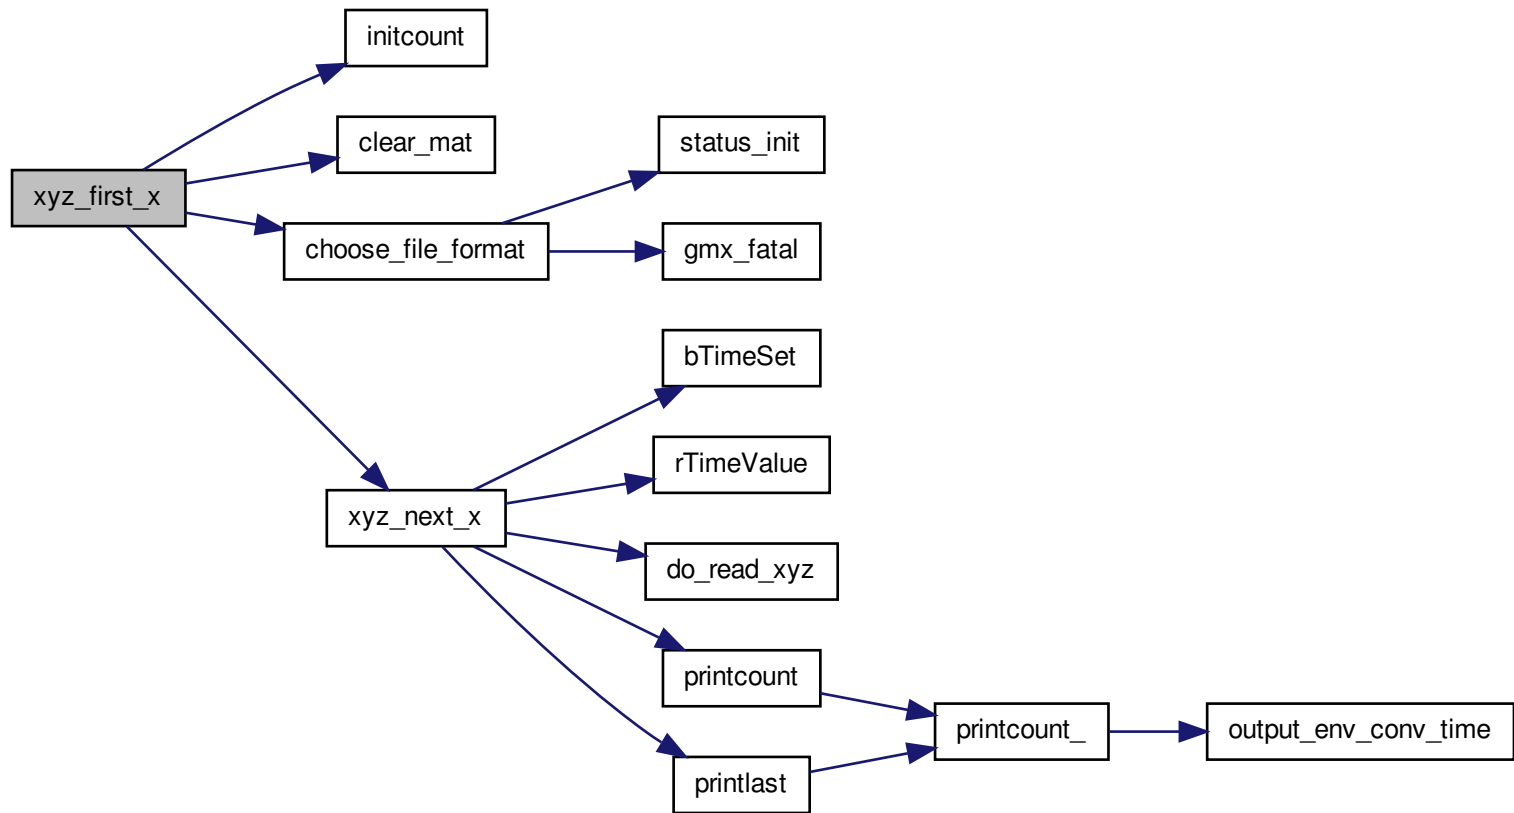 initcount
clear_mat
status_init
xyz_first_x
choose_file_format
gmx_fatal
bTimeSet
rTimeValue
xyz_next_x
do_read_xyz
printcount
printcount_
output_env_conv_time
printlast